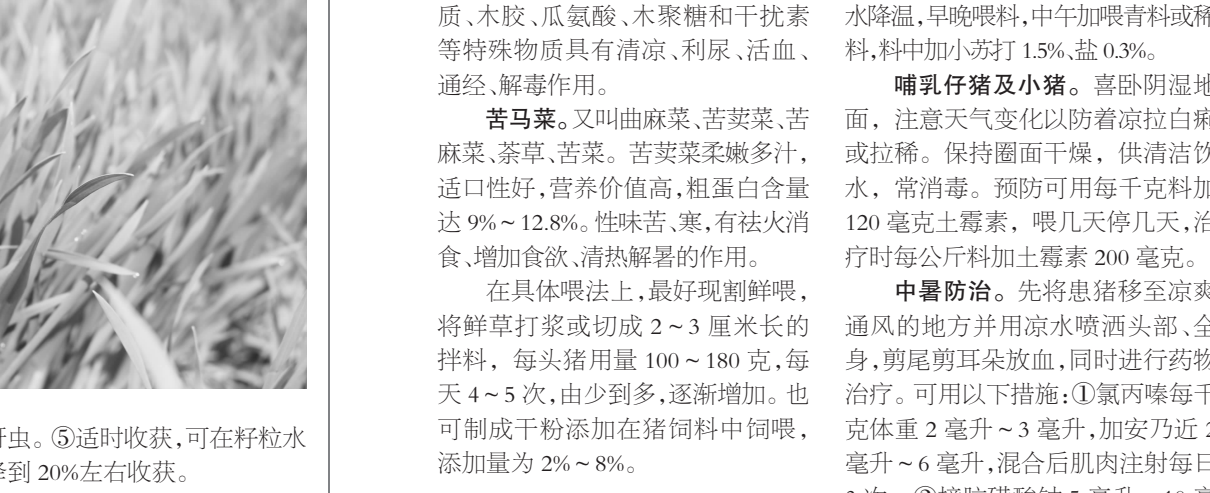 虫。⑤适时收获,可在籽粒水
到 20%左右收获。
质、木胶、瓜氨酸、木聚糖和干扰素
等特殊物质具有清凉、利尿、活血、
通经、解毒作用。
苦马菜。又叫曲麻菜、苦荬菜、苦
麻菜、荼草、苦菜。苦荬菜柔嫩多汁,
适口性好,营养价值高,粗蛋白含量
达 9%~12.8%。性味苦、寒,有祛火消
食、增加食欲、清热解暑的作用。
在具体喂法上,最好现割鲜喂,
将鲜草打浆或切成 2~3 厘米长的
拌料，每头猪用量 100~180 克,每
天 4~5 次,由少到多,逐渐增加。也
可制成干粉添加在猪饲料中饲喂,
添加量为 2%~8%。
水降温,早晚喂料,中午加喂青料或稀
料,料中加小苏打 1.5%、盐 0.3%。
哺乳仔猪及小猪。喜卧阴湿地
面，注意天气变化以防着凉拉白痢
或拉稀。保持圈面干燥，供清洁饮
水，常消毒。预防可用每千克料加
120 毫克土霉素，喂几天停几天,治
疗时每公斤料加土霉素 200 毫克。
中暑防治。先将患猪移至凉爽
通风的地方并用凉水喷洒头部、全
身,剪尾剪耳朵放血,同时进行药物
治疗。可用以下措施:①氯丙嗪每千
克体重 2 毫升~3 毫升,加安乃近 2
毫升~6 毫升,混合后肌肉注射每日